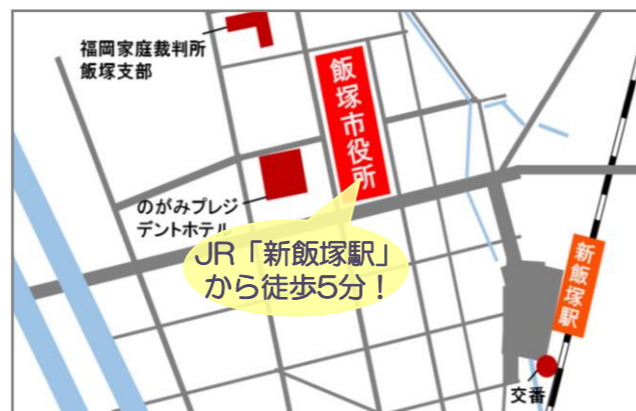 福岡家庭裁判所
飯塚支部
飯塚市役所
のがみプレジ
デントホテル
JR「新飯塚駅」
から徒歩5分！
新飯塚駅
交番